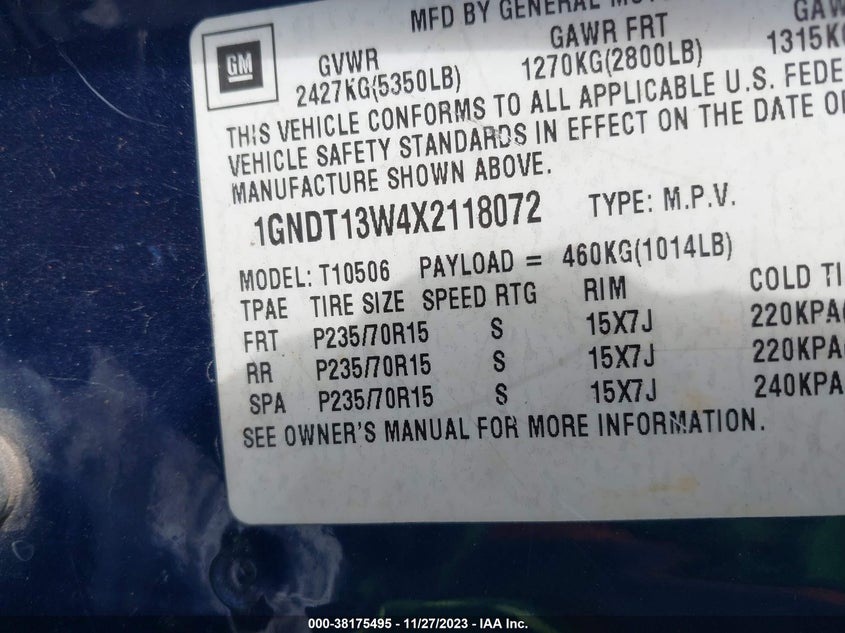 MFD BY GENERAL
GM
GVWR GAWR FRT
2427KG(5350LB) 1270KG(2800LB)
THIS VEHICLE CONFORMS TO ALL APPLICABLE U.S.
VEHICLE SAFETY STANDARDS IN EFFECT ON THE DATE
MANUFACTURE SHOWN ABOVE.
1GNDT13W4X2118072 TYPE: M.P.V.
MODEL: T10506 PAYLOAD = 460KG(1014LB)
TPAE TIRE SIZE SPEED RTG RIM COLD
FRT P235/70R15 S 15X7J
RR P235/70R15 S 15X7J
SPA P235/70R15 S 15X7J
SEE OWNER'S MANUAL FOR MORE INFORMATION.
000-38175495 - 11/27/2023 - IAA Inc.